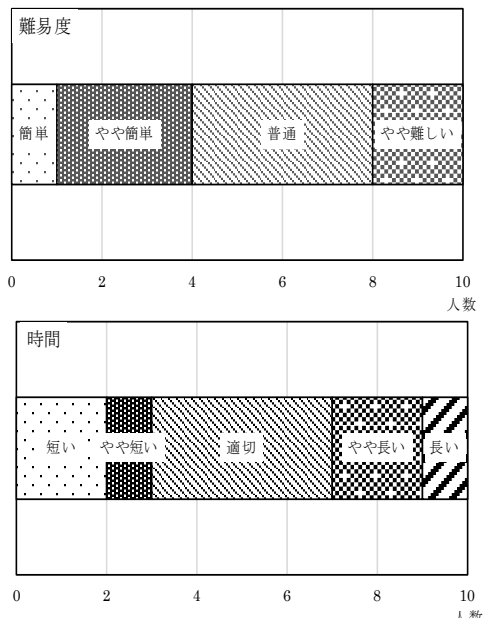 難易度
簡単 やや簡単 普通 やや難しい
0 2 4 6 8 10
人数
時間
短い やや短い 適切 やや長い 長い
0 2 4 6 8 10
人数